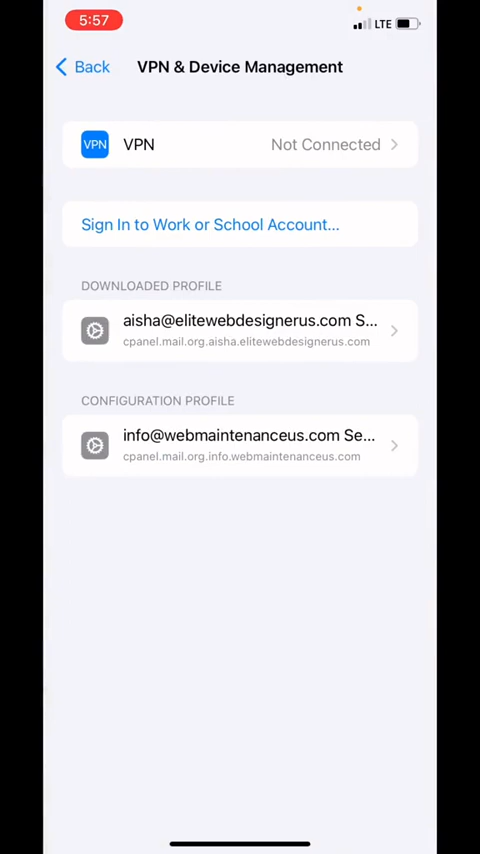 5:57
LTE
Back
VPN & Device Management
VPN
VPN
Not Connected
Sign In to Work or School Account...
DOWNLOADED PROFILE
aisha@elitewebdesignerus.com S...
cpanel.mail.org.aisha.elitewebdesignerus.com
CONFIGURATION PROFILE
info@webmaintenanceus.com Se...
cpanel.mail.org.info.webmaintenanceus.com